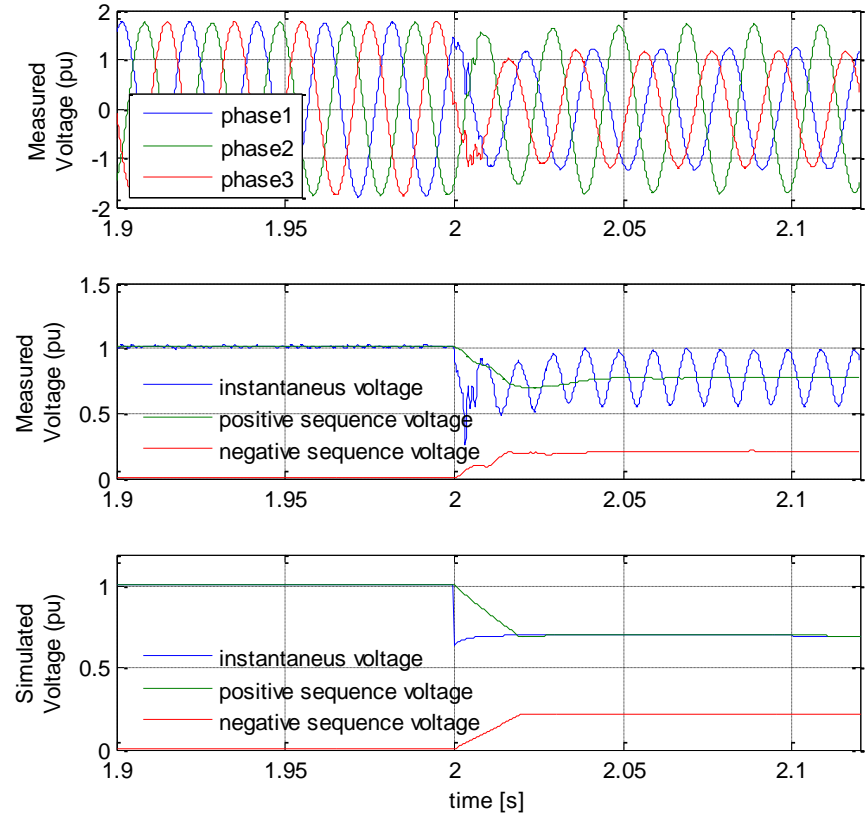 2
1
0
-1
-2
Measured
Voltage (pu)
phase1
phase2
phase3
1.9
1.95
2
2.05
2.1
1.5
1
0.5
0
Measured
Voltage (pu)
instantaneus voltage
positive sequence voltage
negative sequence voltage
1.9
1.95
2
2.05
2.1
1
0.5
0
Simulated
Voltage (pu)
instantaneus voltage
positive sequence voltage
negative sequence voltage
1.9
1.95
2
2.05
2.1
time [s]